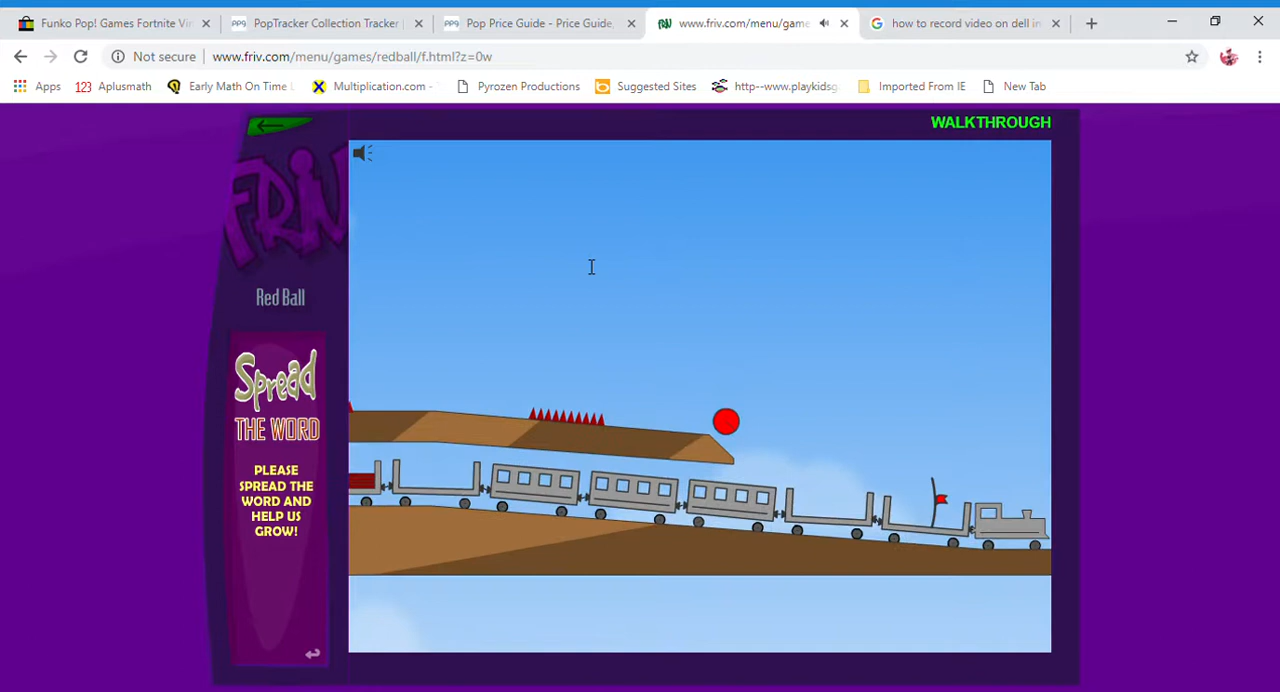 Funko Pop! Games Fortnite Vin
PopTracker Collection Tracker
Pop Price Guide - Price Guide,
www.friv.com/menu/game
how to record video on dell in
Not secure www.friv.com/menu/games/redball/f.html?z=0w
Apps 123 Aplusmath Early Math On Time L Multiplication.com - Pyrozen Productions Suggested Sites http--www.playkidsg Imported From IE New Tab
WALKTHROUGH
FRIV
Red Ball
Spread
THE WORD
PLEASE
SPREAD THE
WORD AND
HELP US
GROW!